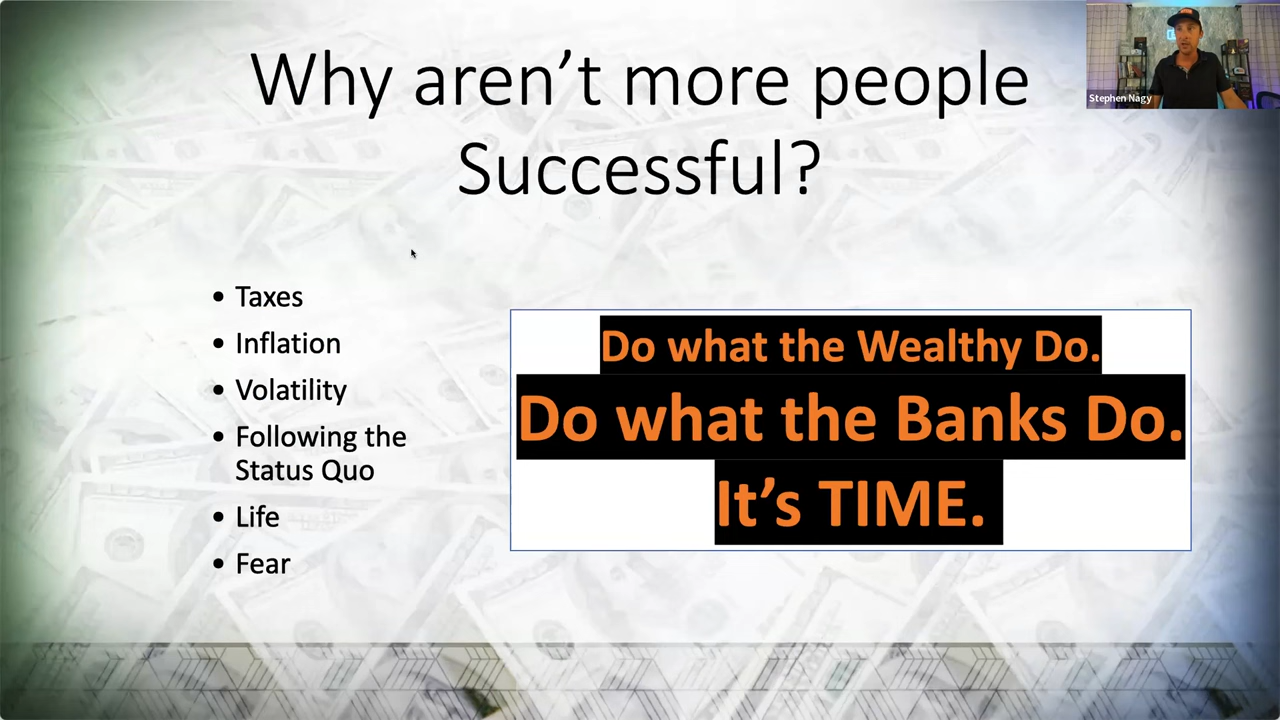 Why aren't more people
Successful?
Stephen Nagy
• Taxes
• Inflation
• Volatility
• Following the
Status Quo
• Life
• Fear
Do what the Wealthy Do.
Do what the Banks Do.
It's TIME.